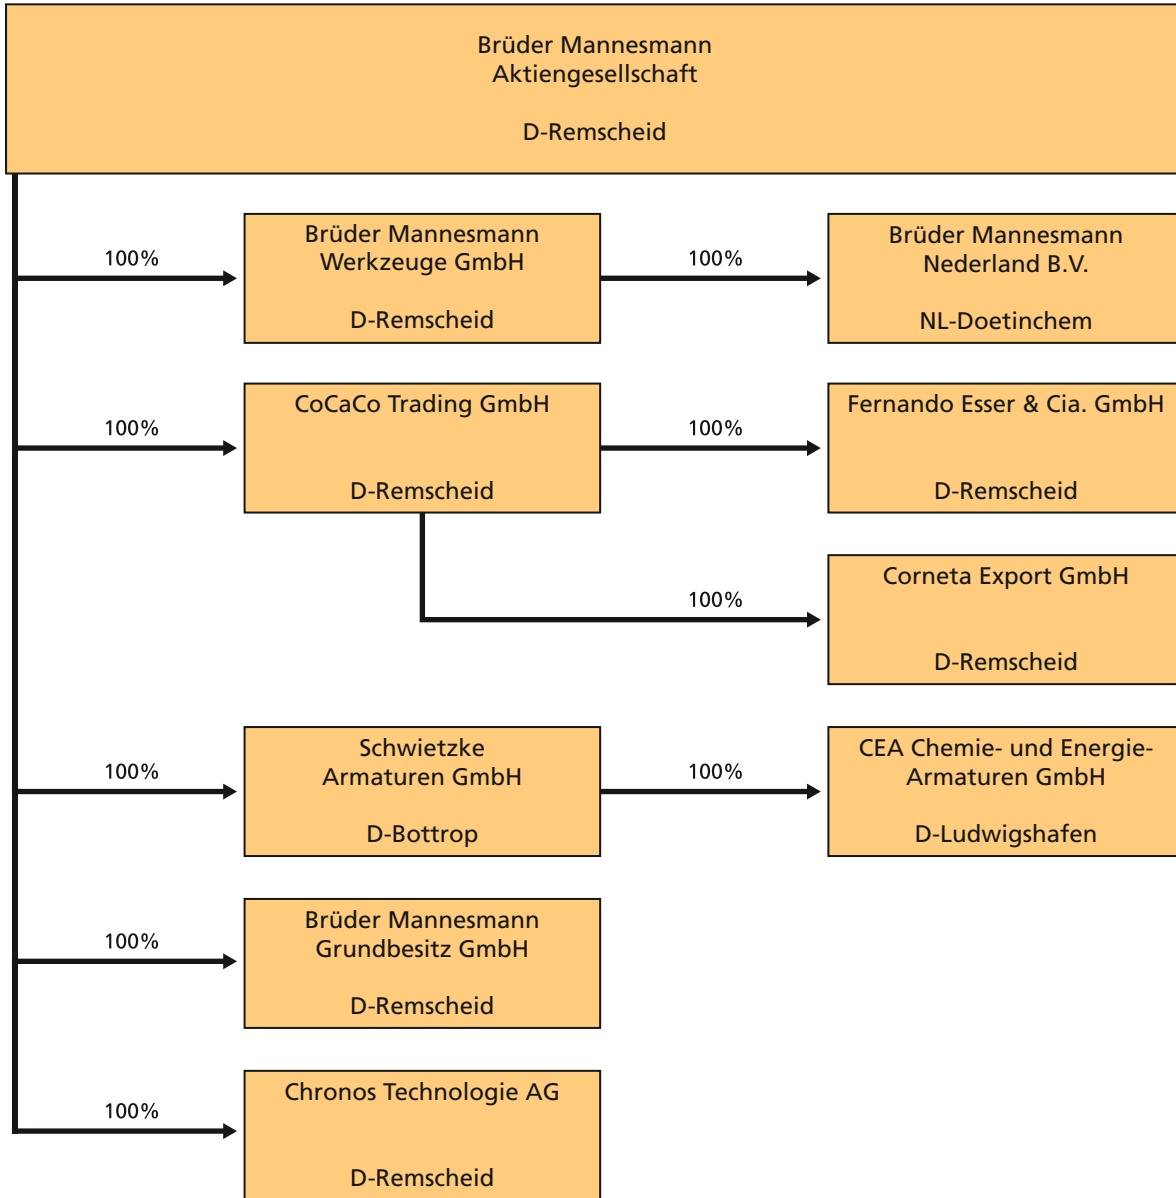 Brüder Mannesmann
Aktiengesellschaft
D-Remscheid
100%
Brüder Mannesmann
Werkzeuge GmbH
D-Remscheid
100%
Brüder Mannesmann
Nederland B.V.
NL-Doetinchem
100%
CoCaCo Trading GmbH
D-Remscheid
100%
Fernando Esser & Cia. GmbH
D-Remscheid
100%
Corneta Export GmbH
D-Remscheid
100%
Schwietzke
Armaturen GmbH
D-Bottrop
100%
CEA Chemie- und Energie-
Armaturen GmbH
D-Ludwigshafen
100%
Brüder Mannesmann
Grundbesitz GmbH
D-Remscheid
100%
Chronos Technologie AG
D-Remscheid